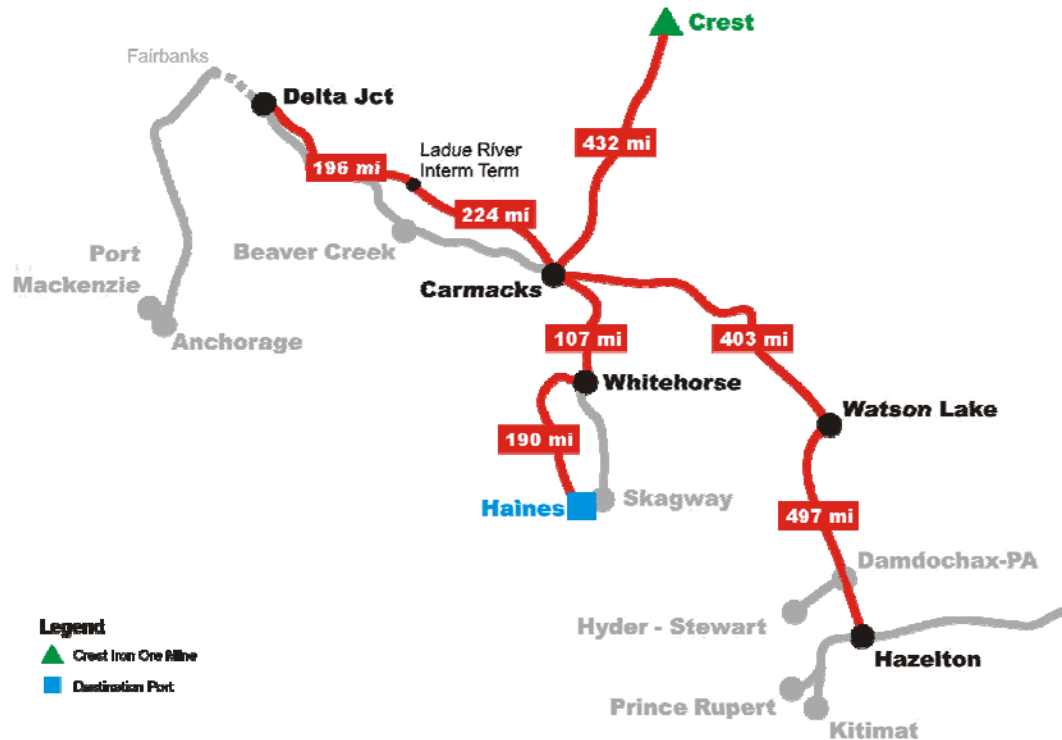 Crest
Fairbanks
Delta Jct
432 mi
Ladue River
Interm Term
196 mi
224 mi
Beaver Creek
Port
Mackenzie
Carmacks
Anchorage
107 mi
403 mi
Whitehorse
Watson Lake
190 mi
Skagway
Haines
497 mi
Damdochax-PA
Hyder - Stewart
Hazelton
Prince Rupert
Kitimat
Legend
Crest Iron Ore Mine
Destination Port